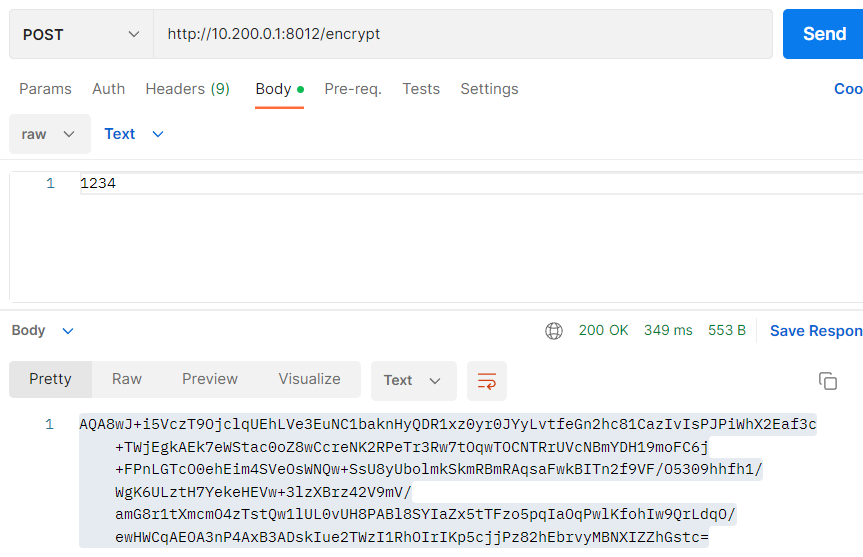 POST http://10.200.0.1:8012/encrypt Send
Params Auth Headers (9) Body Pre-req. Tests Settings Coo
raw Text
1 1234
Body 200 OK 349 ms 553 B Save Respon
Pretty Raw Preview Visualize Text
1 AQA8wJ+i5VczT9OjclqUEhLVe3EuNC1baknHyQDR1xz0yr0JYyLvtfeGn2hc81CazIvIsPJPiWhX2Eaf3c
+TWjEgkAEk7eWStac0oZ8wCcreNK2RPeTr3Rw7tOqwTOCNTRrUVcNBmYDH19moFC6j
+FPnLGTcO0ehEim4SVeOsWNQw+SsU8yUbolmkSkmRBmRAqsaFwkBITn2f9VF/O5309hhfh1/
WgK6ULztH7YekeHEVw+3lzXBrz42V9mV/
amG8r1tXmcmO4zTstQw1lUL0vUH8PABl8SYIaZx5tTFzo5pqIaOqPwlKfohIw9QrLdqO/
ewHWCqAEOA3nP4AxB3ADskIue2TWzI1RhOIrIKp5cjjPz82hEbrvyMBNXIZZhGstc=